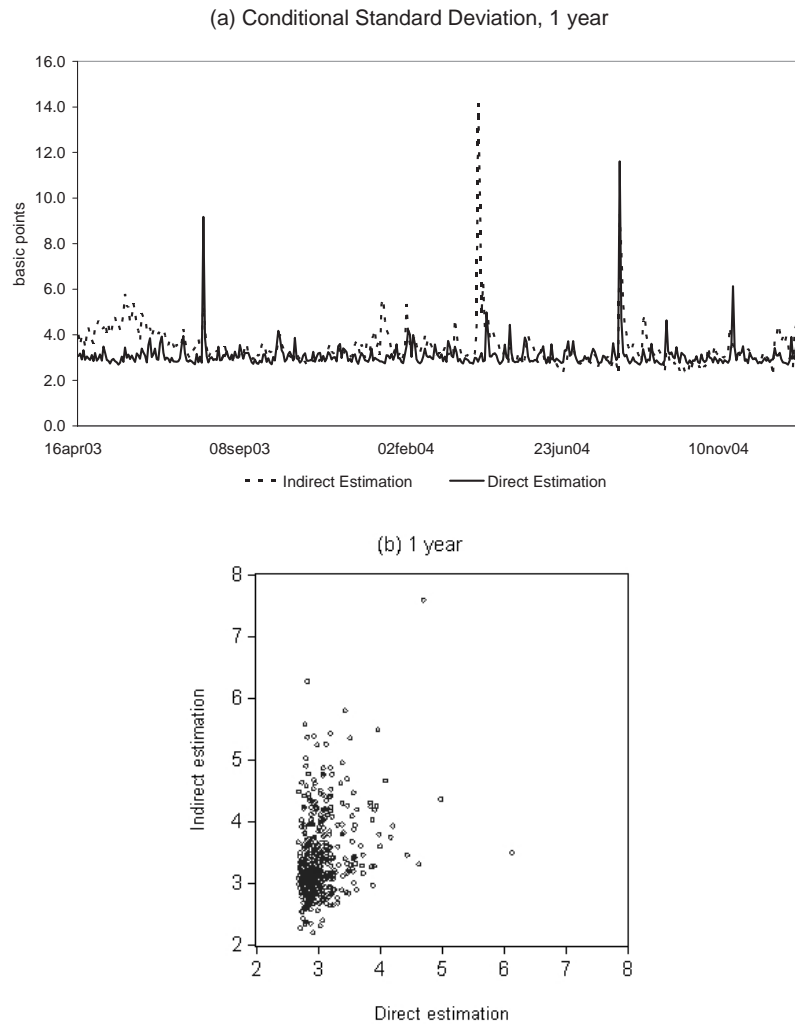 (a) Conditional Standard Deviation, 1 year
16.0
14.0
12.0
10.0
8.0
6.0
4.0
2.0
0.0
basic points
16apr03 08sep03 02feb04 23jun04 10nov04
Indirect Estimation Direct Estimation
(b) 1 year
8
7
6
5
4
3
2
Indirect estimation
2 3 4 5 6 7 8
Direct estimation